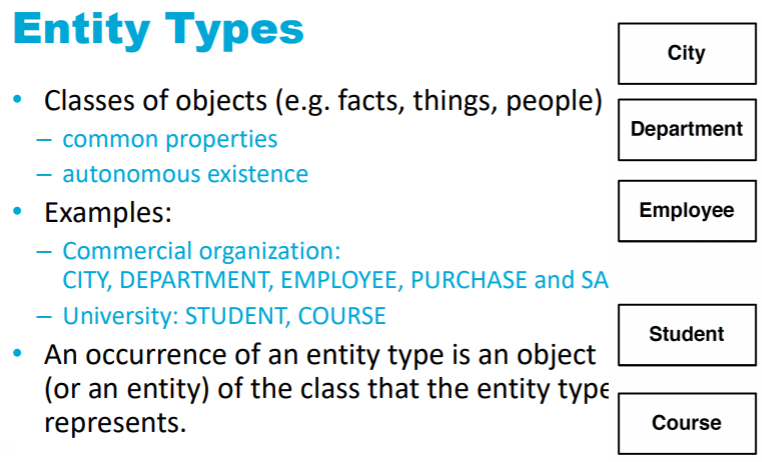 Entity Types
• Classes of objects (e.g. facts, things, people)
– common properties
– autonomous existence
• Examples:
– Commercial organization:
CITY, DEPARTMENT, EMPLOYEE, PURCHASE and SA
– University: STUDENT, COURSE
• An occurrence of an entity type is an object
(or an entity) of the class that the entity type
represents.
City
Department
Employee
Student
Course